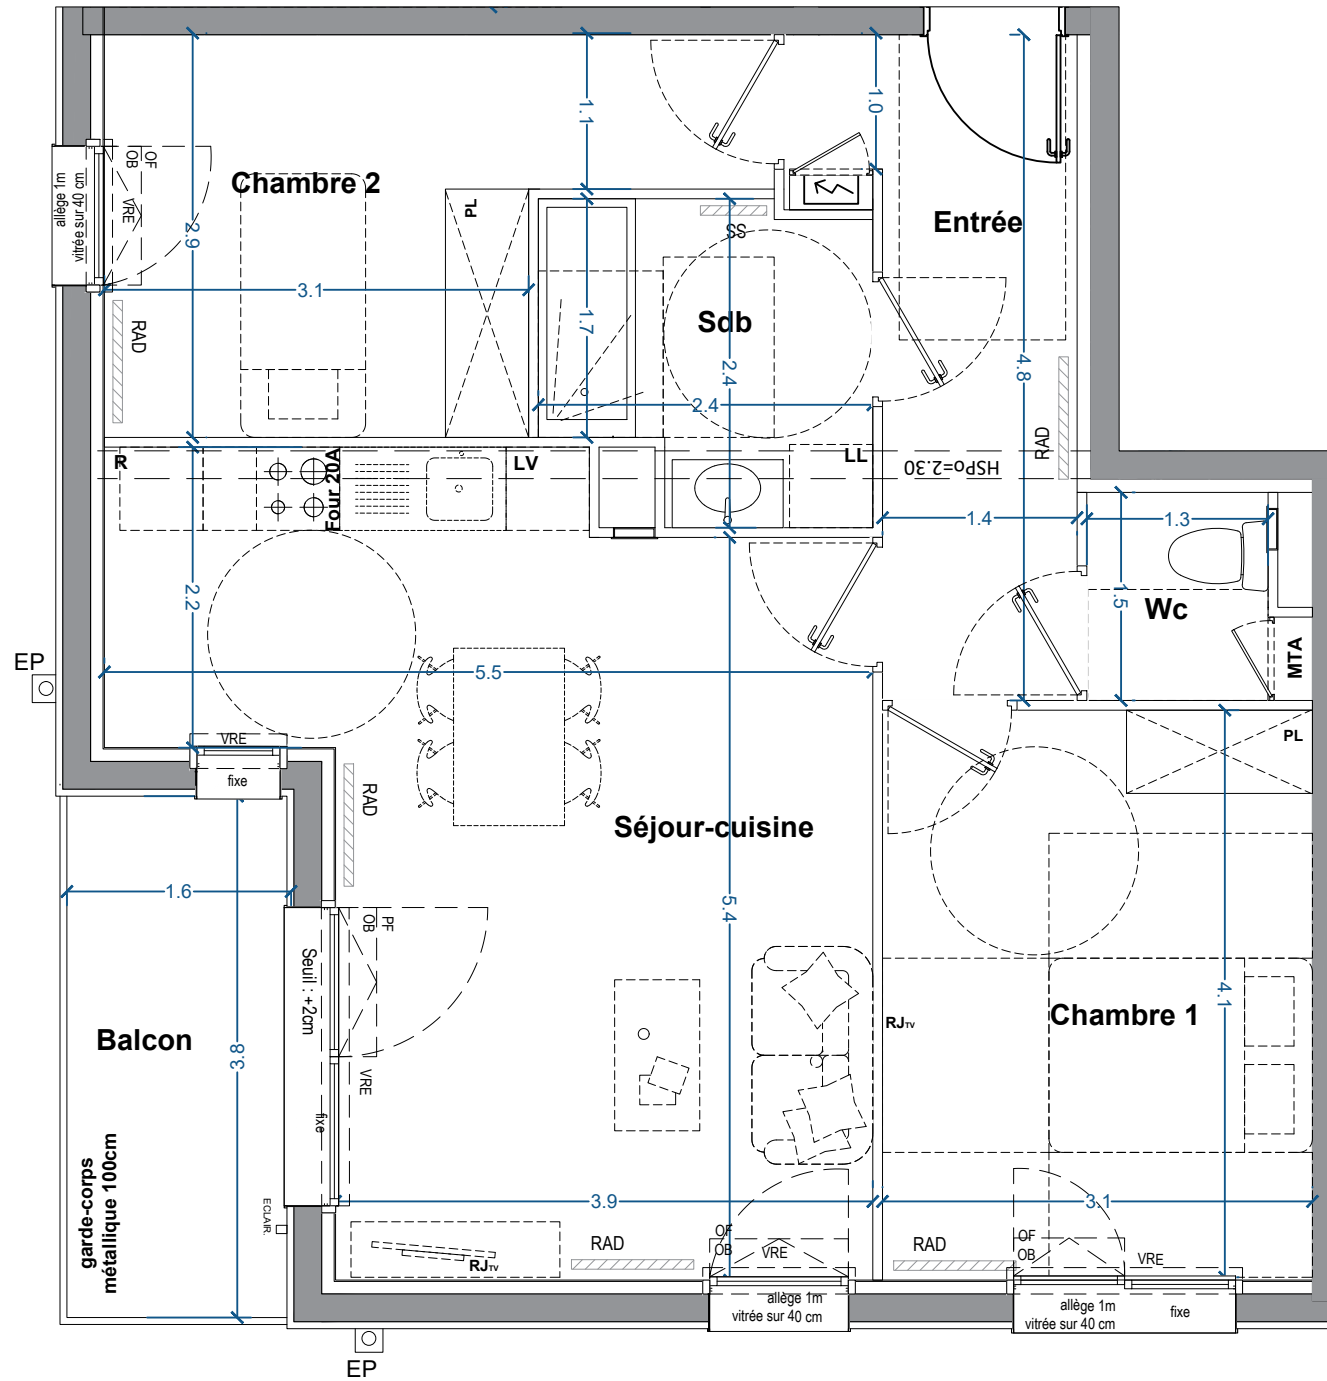 1.1
1.0
Chambre 2
OF
OB
VRE
allège 1m
vitrée sur 40 cm
2.9
PL
SS
Entrée
3.1
1.7
Sdb
2.4
2.4
4.8
RAD
RAD
R
Four 20A
LV
LL
HSPo=2.30
1.4
1.3
1.5
Wc
MTA
2.2
EP
5.5
VRE
fixe
RAD
PL
Séjour-cuisine
1.6
PF
OB
Seuil : +2cm
5.4
4.1
Balcon
3.8
RJTV
Chambre 1
VRE
fixe
garde-corps
métallique 100cm
ECLAIR.
3.9
3.1
RJTV
RAD
OF
OB
VRE
RAD
OF
OB
VRE
allège 1m
vitrée sur 40 cm
allège 1m
vitrée sur 40 cm
fixe
EP